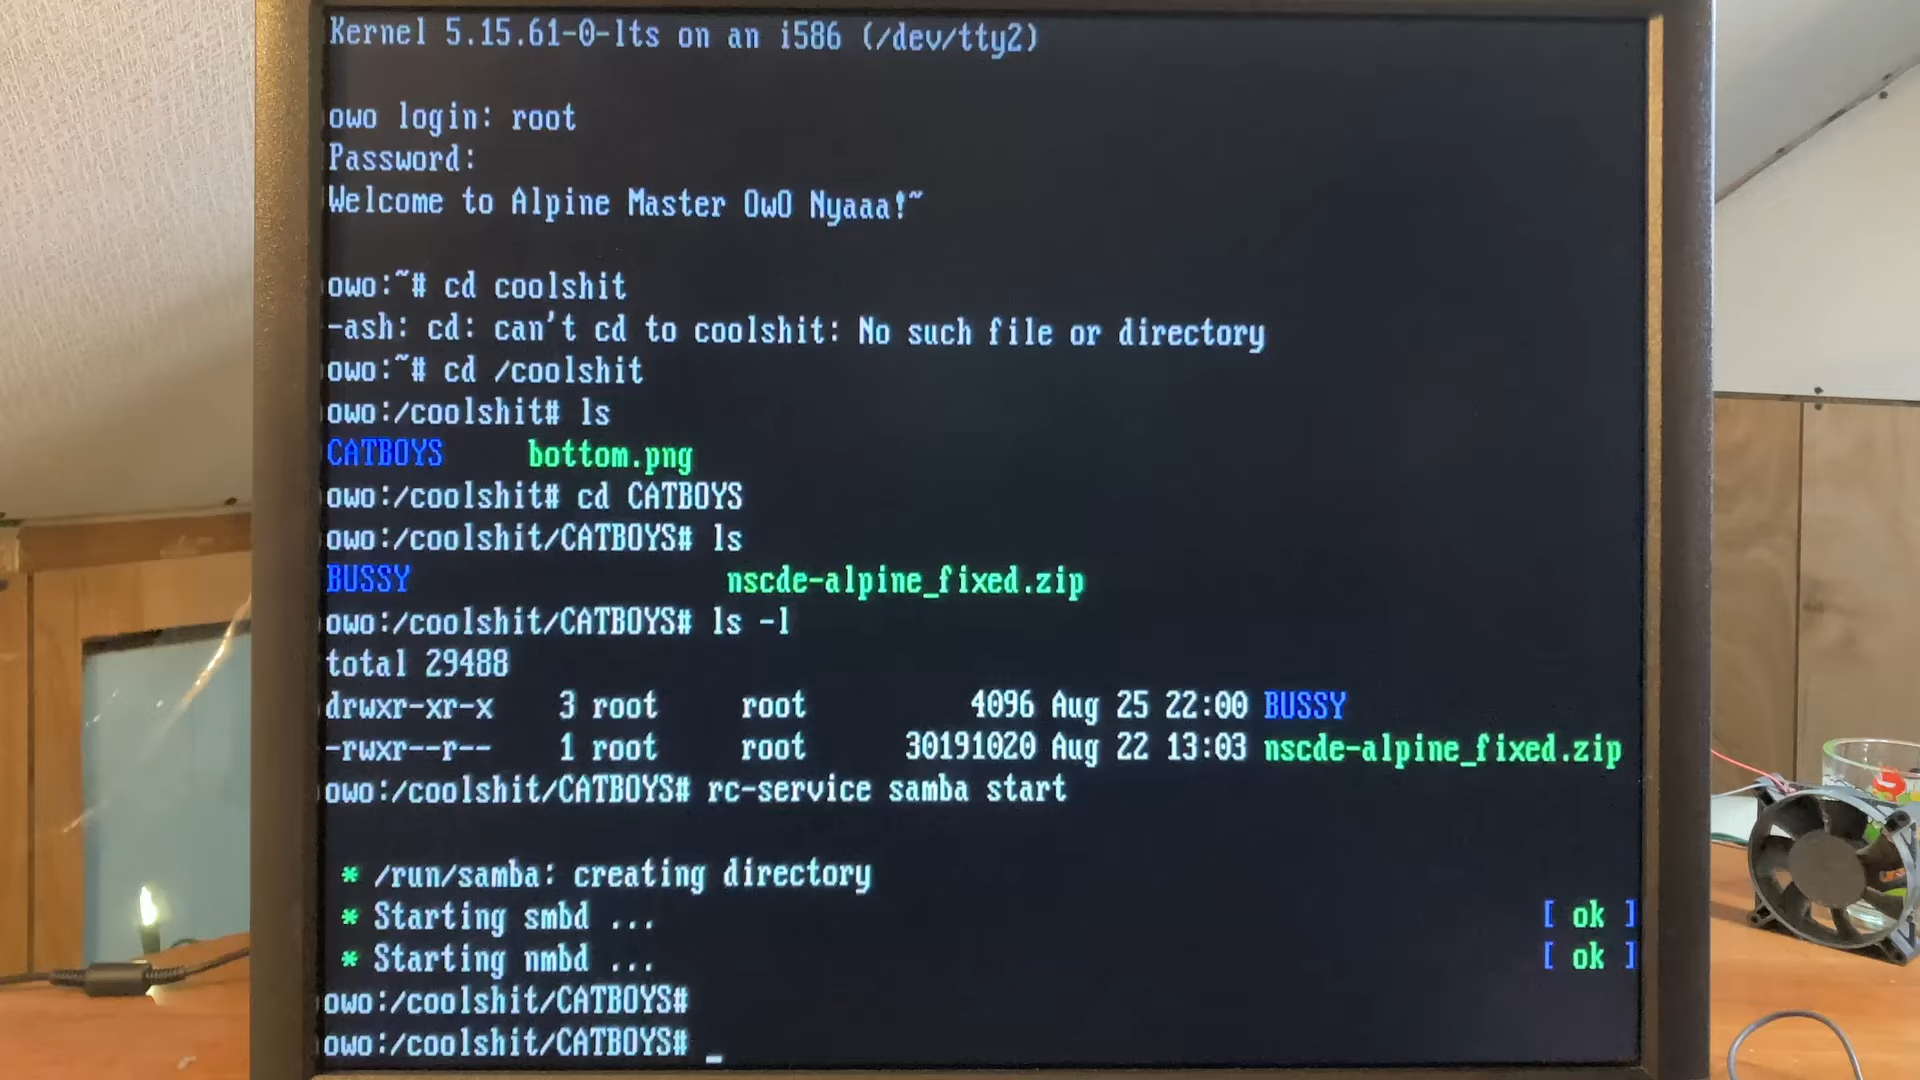 Kernel 5.15.61-0-lts on an i586 (/dev/tty2)
owo login: root
Password:
Welcome to Alpine Master OwO Nyaaa!~
owo:~# cd coolshit
-ash: cd: can't cd to coolshit: No such file or directory
owo:~# cd /coolshit
owo:/coolshit# ls
CATBOYS bottom.png
owo:/coolshit# cd CATBOYS
owo:/coolshit/CATBOYS# ls
BUSSY nscde-alpine_fixed.zip
owo:/coolshit/CATBOYS# ls -l
total 29488
drwxr-xr-x 3 root root 4096 Aug 25 22:00 BUSSY
-rwxr--r-- 1 root root 30191020 Aug 22 13:03 nscde-alpine_fixed.zip
owo:/coolshit/CATBOYS# rc-service samba start
* /run/samba: creating directory
* Starting smbd ... [ ok ]
* Starting nmbd ... [ ok ]
owo:/coolshit/CATBOYS#
owo:/coolshit/CATBOYS# _